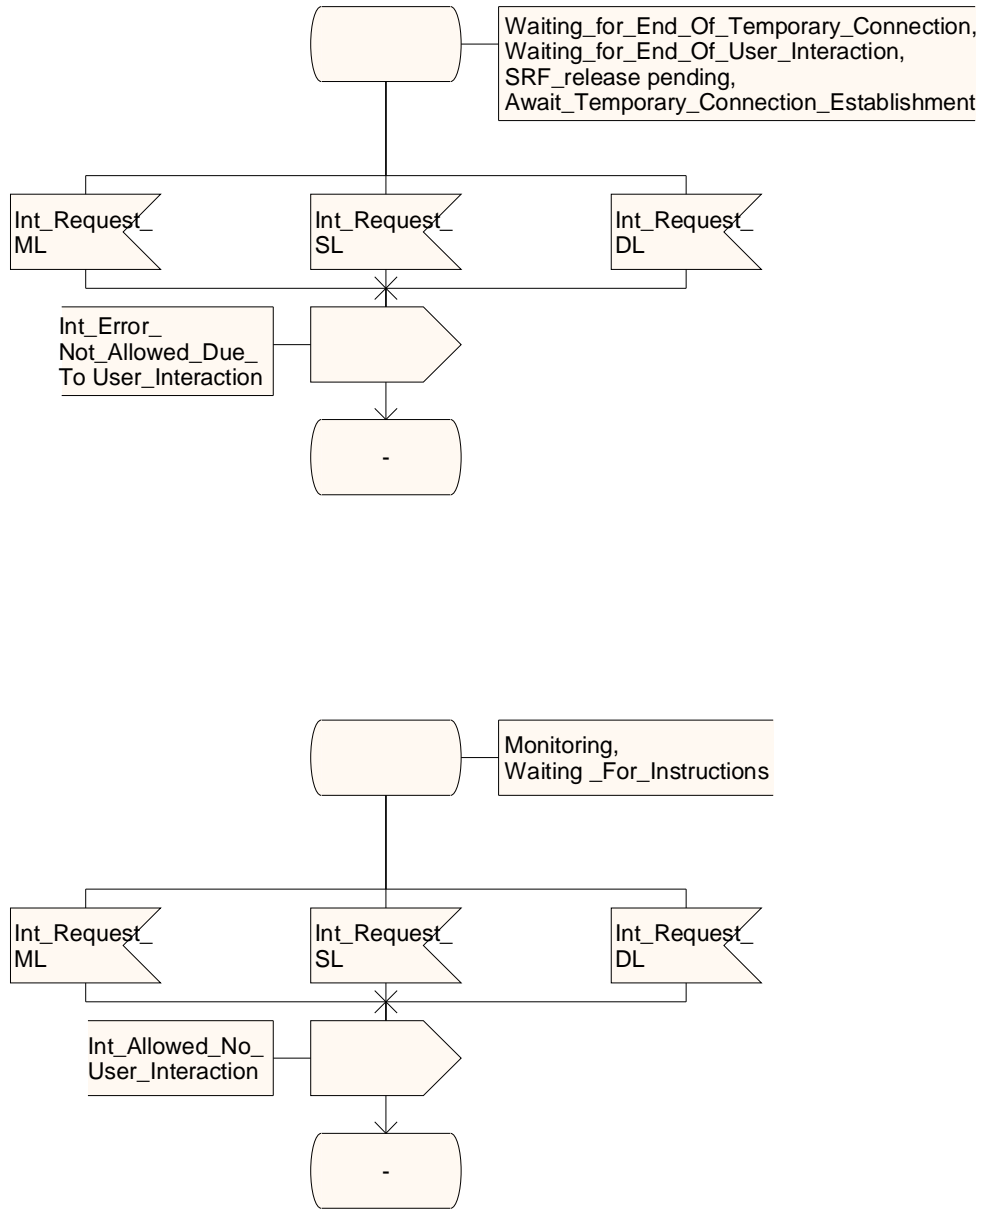 Waiting_for_End_Of_Temporary_Connection,
Waiting_for_End_Of_User_Interaction,
SRF_release pending,
Await_Temporary_Connection_Establishment
Int_Request_
ML
Int_Request_
SL
Int_Request_
DL
Int_Error_
Not_Allowed_Due_
To User_Interaction
-
Monitoring,
Waiting _For_Instructions
Int_Request_
ML
Int_Request_
SL
Int_Request_
DL
Int_Allowed_No_
User_Interaction
-